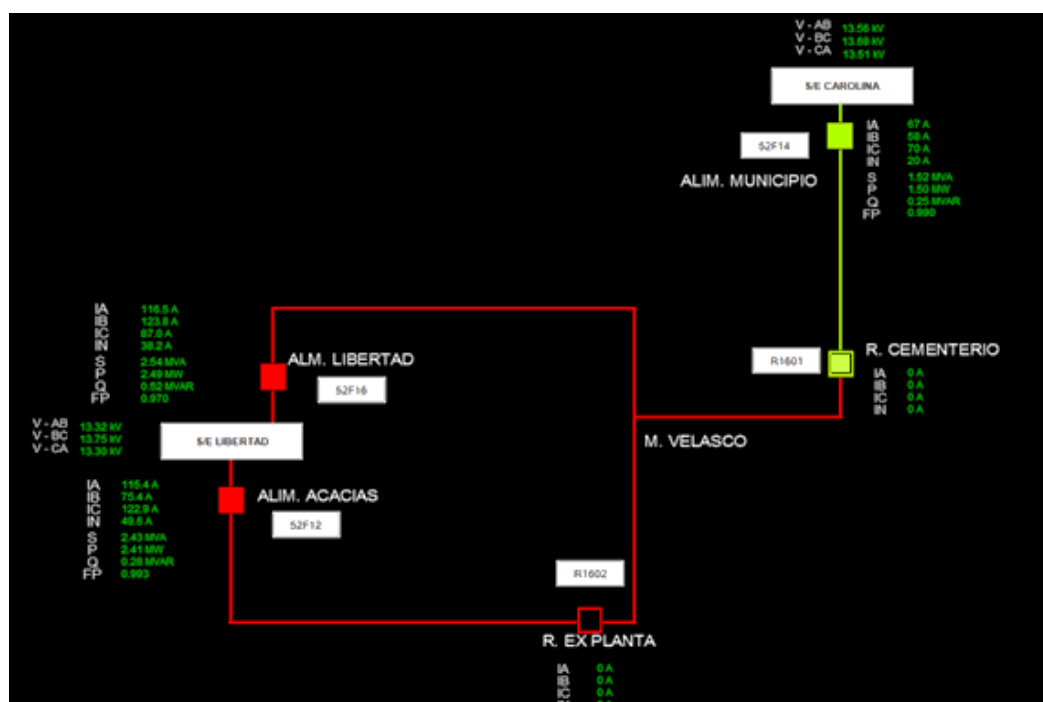 V - AB 13.56 kV
V - BC 13.68 kV
V - CA 13.51 kV
S/E CAROLINA
52F14
ALIM. MUNICIPIO
IA 67 A
IB 58 A
IC 70 A
IN 20 A
S 1.52 MVA
P 1.50 MW
Q 0.25 MVAR
FP 0.990
IA 116.5 A
IB 123.8 A
IC 87.0 A
IN 38.2 A
S 2.54 MVA
P 2.49 MW
Q 0.52 MVAR
FP 0.970
ALM. LIBERTAD
52F16
R1601
R. CEMENTERIO
IA 0 A
IB 0 A
IC 0 A
IN 0 A
V - AB 13.32 kV
V - BC 13.75 kV
V - CA 13.30 kV
S/E LIBERTAD
M. VELASCO
IA 115.4 A
IB 75.4 A
IC 122.9 A
IN 49.6 A
S 2.43 MVA
P 2.41 MW
Q 0.28 MVAR
FP 0.993
ALIM. ACACIAS
52F12
R1602
R. EX PLANTA
IA 0 A
IB 0 A
IC 0 A